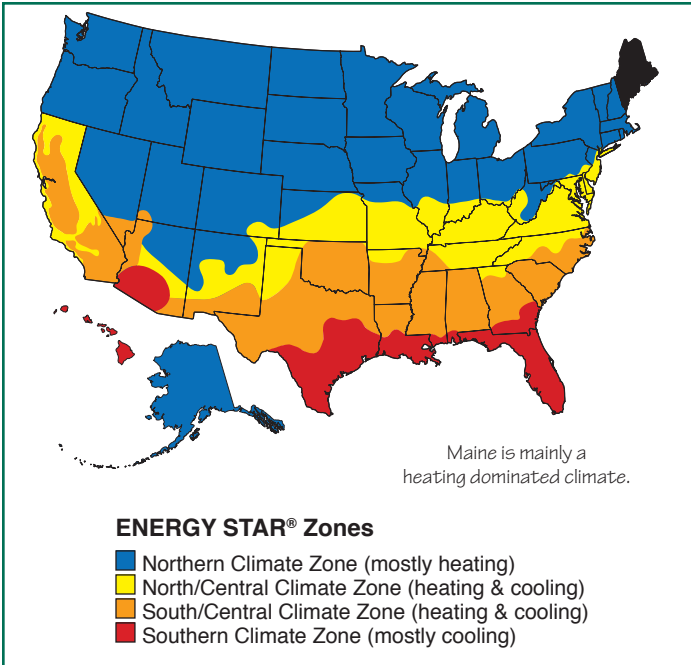 Maine is mainly a
heating dominated climate.
ENERGY STAR® Zones
Northern Climate Zone (mostly heating)
North/Central Climate Zone (heating & cooling)
South/Central Climate Zone (heating & cooling)
Southern Climate Zone (mostly cooling)